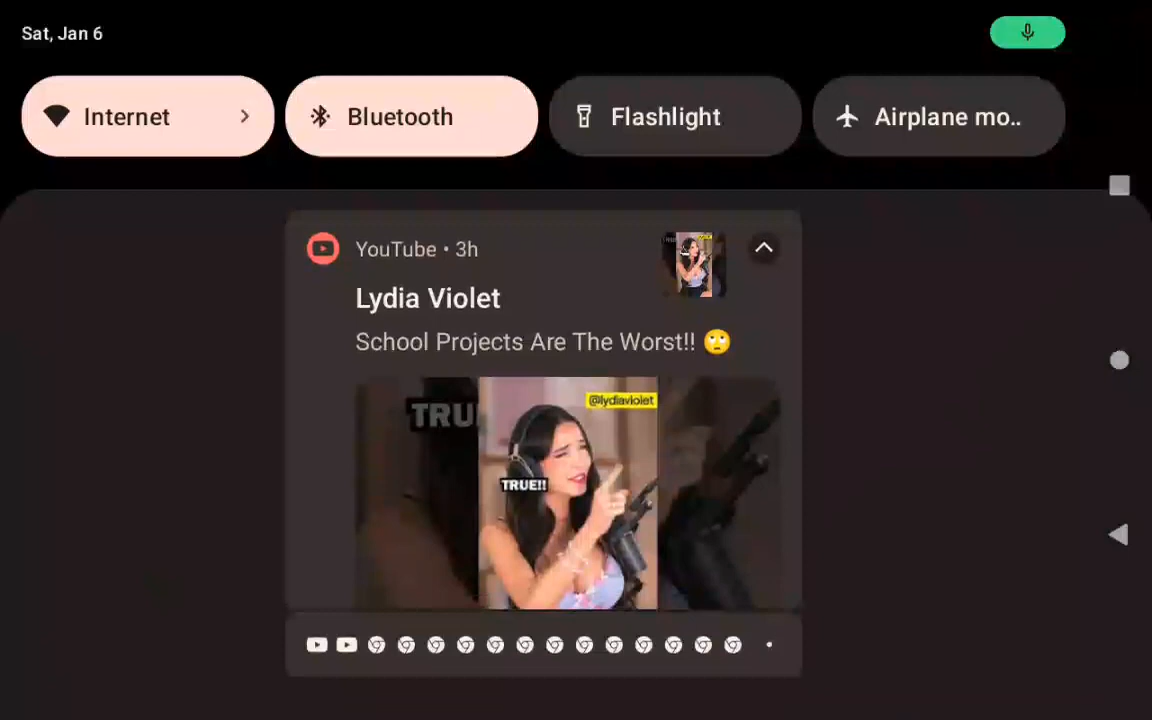 Sat, Jan 6
Internet
Bluetooth
Flashlight
Airplane mo..
YouTube • 3h
Lydia Violet
School Projects Are The Worst!! 🙄
TRU
@lydiaviolet
TRUE!!